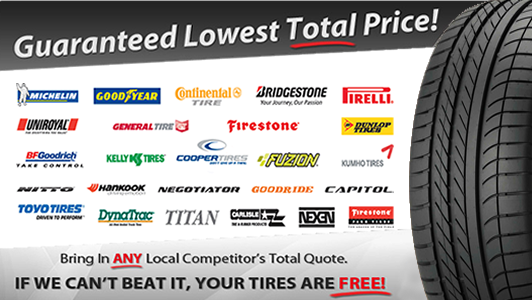 Guaranteed Lowest Total Price!
MICHELIN GOODYEAR Continental TIRE BRIDGESTONE Your Journey, Our Passion PIRELLI
UNIROYAL GENERAL TIRE Firestone DUNLOP TIRES
BFGoodrich TAKE CONTROL KELLY TIRES COOPERTIRES FUZION KUMHO TIRES
NITTO HANKOOK NEGOTIATOR GOODRIDE CAPITOL
TOYO TIRES DRIVEN TO PERFORM DYNATRAC TITAN CARLISLE NEXEN Firestone FARM TIRES
Bring In ANY Local Competitor's Total Quote.
IF WE CAN'T BEAT IT, YOUR TIRES ARE FREE!